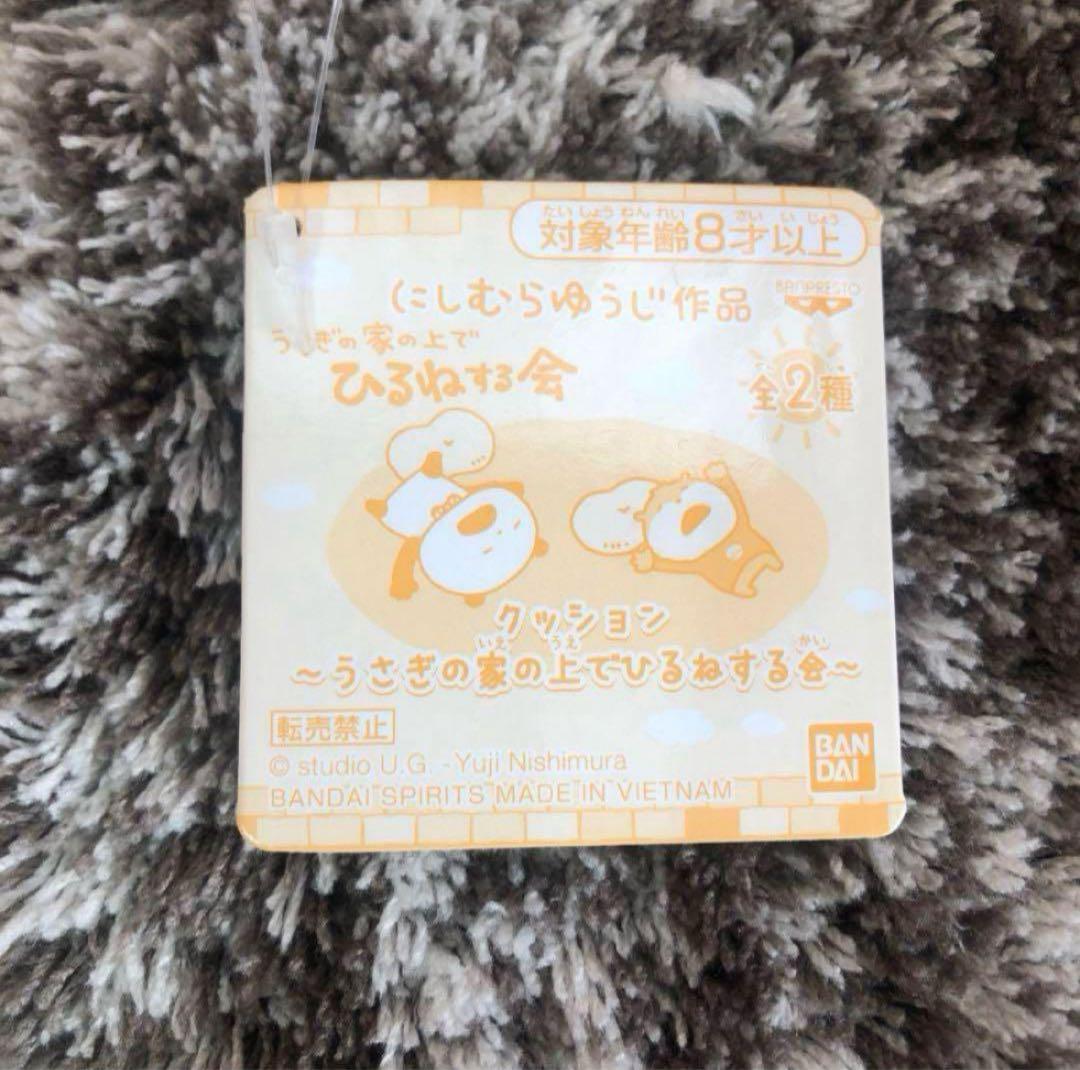 たいしょうねんれい さいいじょう
対象年齢8才以上
にしむらゆうじ作品
BANPRESTO
うさぎの家の上で
ひるねする会
全2種
クッション
いえ うえ かい
～うさぎの家の上でひるねする会～
転売禁止
© studio U.G. - Yuji Nishimura
BANDAI SPIRITS MADE IN VIETNAM
BAN
DAI